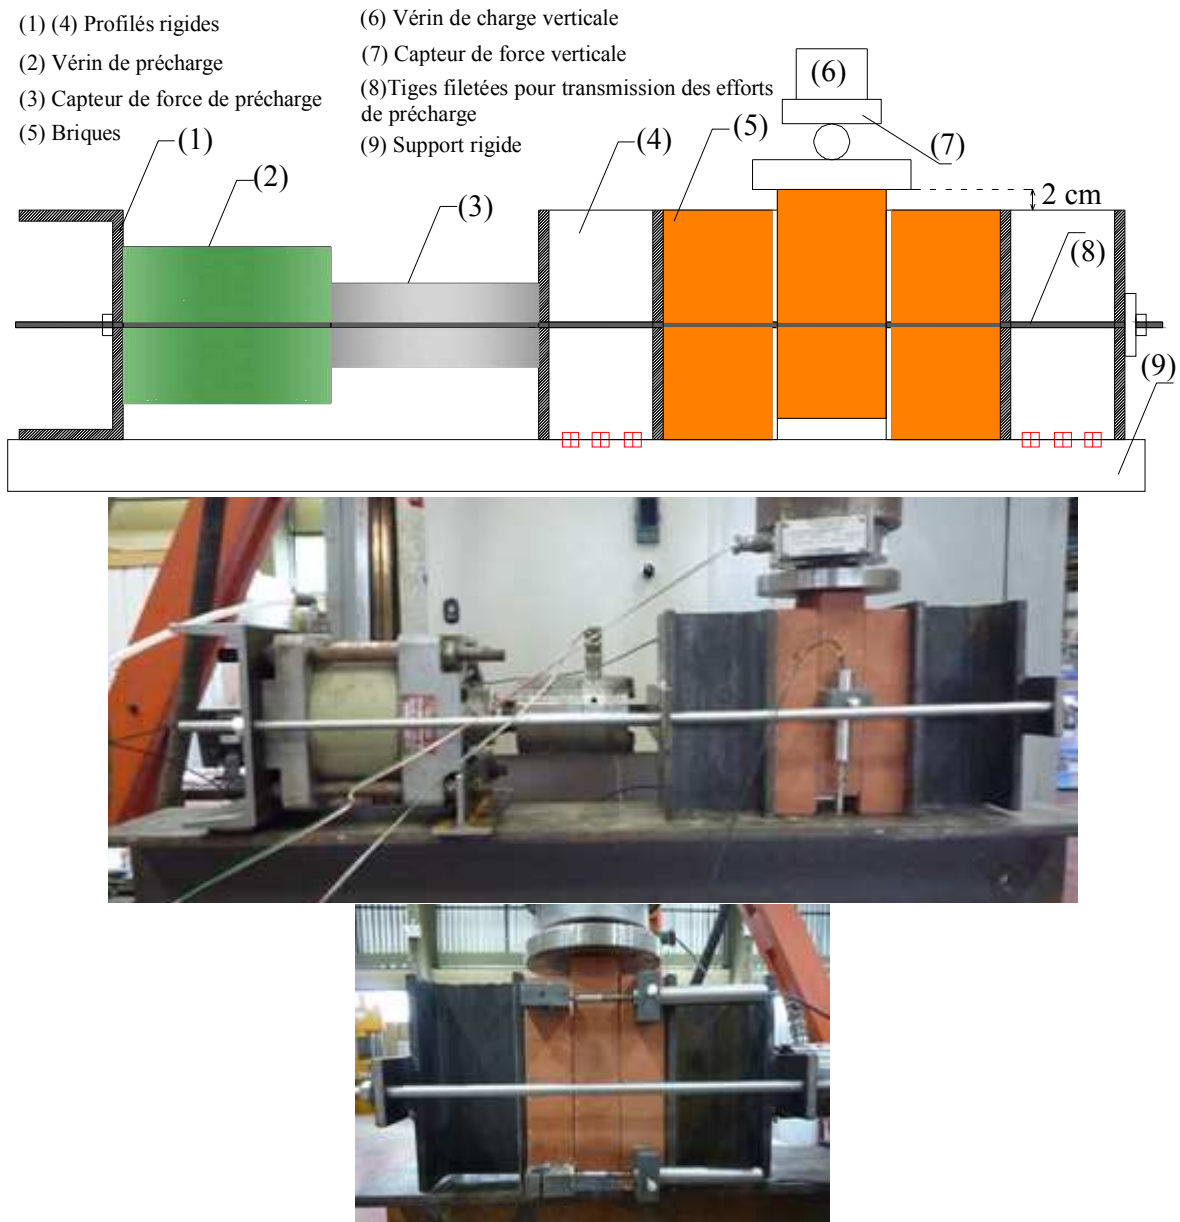 (1) (4) Profilés rigides
(2) Vérin de précharge
(3) Capteur de force de précharge
(5) Briques
(6) Vérin de charge verticale
(7) Capteur de force verticale
(8)Tiges filetées pour transmission des efforts
de précharge
(9) Support rigide
(1)
(2)
(3)
(4)
(5)
(6)
(7)
2 cm
(8)
(9)